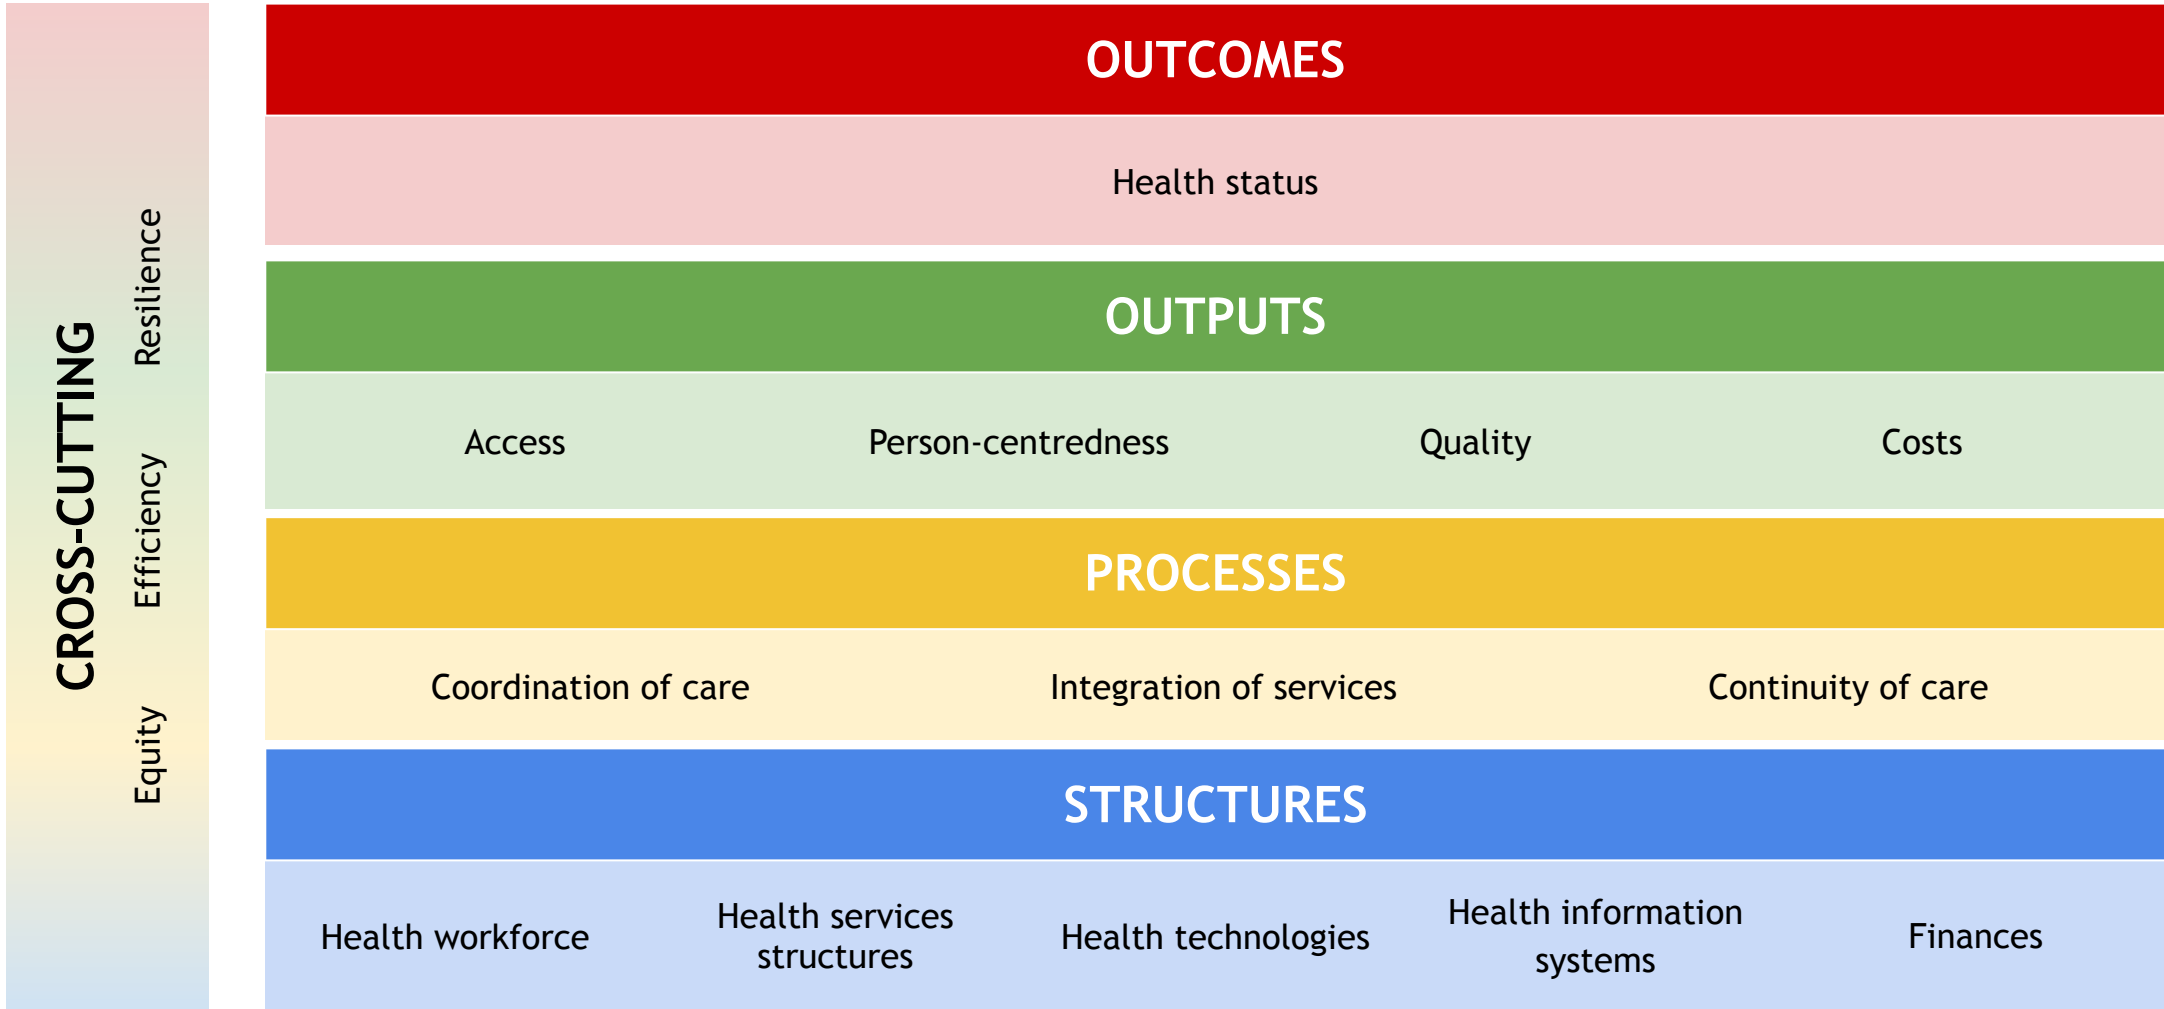 CROSS-CUTTING
Resilience
Efficiency
Equity
OUTCOMES
Health status
OUTPUTS
Access
Person-centredness
Quality
Costs
PROCESSES
Coordination of care
Integration of services
Continuity of care
STRUCTURES
Health workforce
Health services
structures
Health technologies
Health information
systems
Finances